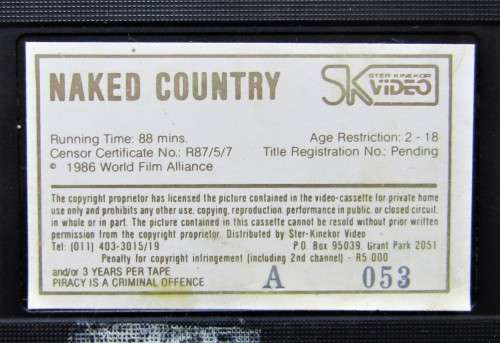 NAKED COUNTRY
SK STER KINEKOR VIDEO
Running Time: 88 mins.
Age Restriction: 2 - 18
Censor Certificate No.: R87/5/7
Title Registration No.: Pending
© 1986 World Film Alliance
The copyright proprietor has licensed the picture contained in the video-cassette for private home
use only and prohibits any other use, copying, reproduction, performance in public, or closed circuit,
in whole or in part. The picture contained in this cassette cannot be resold without prior written
permission from the copyright proprietor. Distributed by Ster-Kinekor Video
Tel: (011) 403-3015/19
P O Box 95039, Grant Park 2051
Penalty for copyright infringement (including 2nd channel) - R5 000
and/or 3 YEARS PER TAPE
PIRACY IS A CRIMINAL OFFENCE
A 053